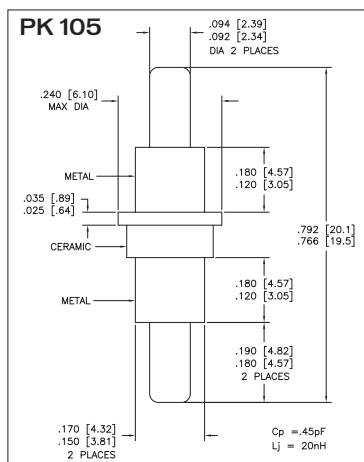 PK 105
.094 [2.39]
.092 [2.34]
DIA 2 PLACES
.240 [6.10]
MAX DIA
METAL
.180 [4.57]
.120 [3.05]
.035 [.89]
.025 [.64]
.792 [20.1]
.766 [19.5]
CERAMIC
.180 [4.57]
.120 [3.05]
METAL
.190 [4.82]
.180 [4.57]
2 PLACES
.170 [4.32]
.150 [3.81]
2 PLACES
Cp =.45pF
Lj = 20nH